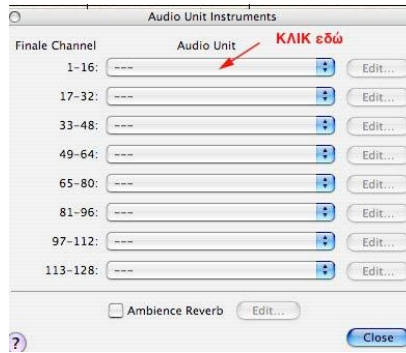 Audio Unit Instruments
ΚΛΙΚ εδώ
Finale Channel Audio Unit
1-16: --- Edit...
17-32: --- Edit...
33-48: --- Edit...
49-64: --- Edit...
65-80: --- Edit...
81-96: --- Edit...
97-112: --- Edit...
113-128: --- Edit...
Ambience Reverb Edit...
? Close